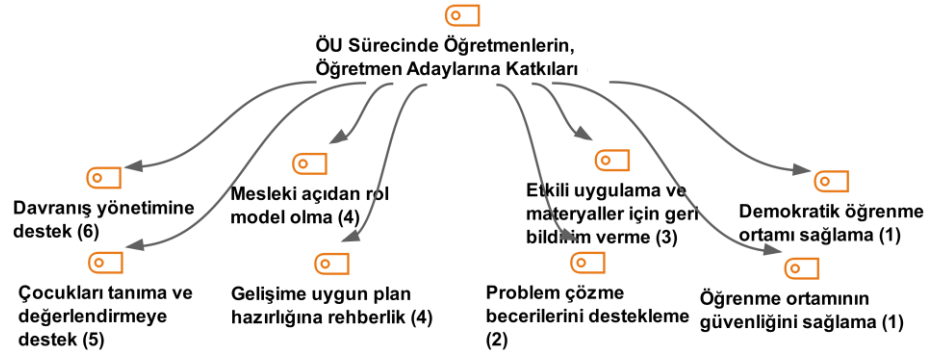 ÖU Sürecinde Öğretmenlerin,
Öğretmen Adaylarına Katkıları
Davranış yönetimine
destek (6)
Mesleki açıdan rol
model olma (4)
Etkili uygulama ve
materyaller için geri
bildirim verme (3)
Demokratik öğrenme
ortamı sağlama (1)
Çocukları tanıma ve
değerlendirmeye
destek (5)
Gelişime uygun plan
hazırlığına rehberlik (4)
Problem çözme
becerilerini destekleme
(2)
Öğrenme ortamının
güvenliğini sağlama (1)